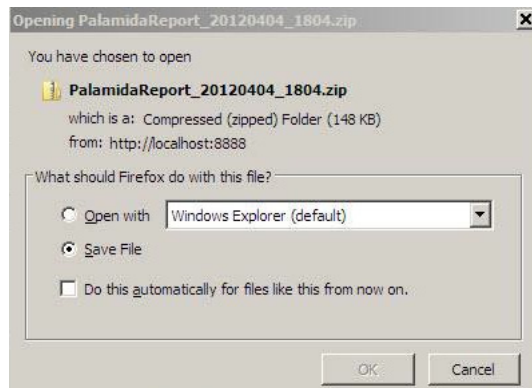 Opening PalamidaReport_20120404_1804.zip
You have chosen to open
PalamidaReport_20120404_1804.zip
which is a: Compressed (zipped) Folder (148 KB)
from: http://localhost:8888
What should Firefox do with this file?
Open with Windows Explorer (default)
Save File
Do this automatically for files like this from now on.
OK Cancel